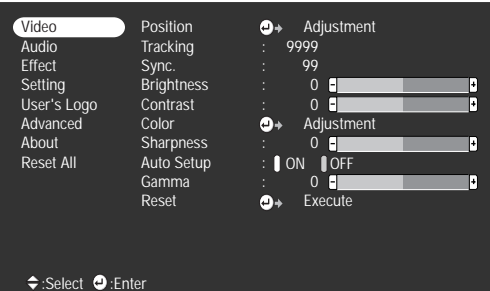 Video Position Adjustment
Audio Tracking : 9999
Effect Sync. : 99
Setting Brightness : 0 - +
User's Logo Contrast : 0 - +
Advanced Color Adjustment
About Sharpness : 0 - +
Reset All Auto Setup : ON OFF
Gamma : 0 - +
Reset Execute
:Select :Enter